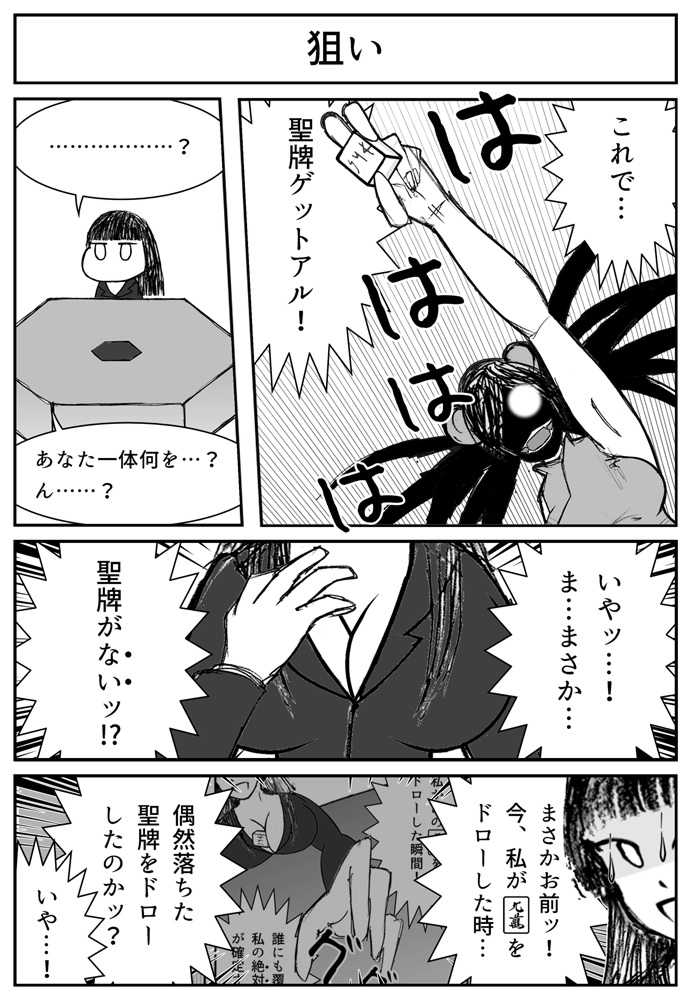 狙い
これで…
聖牌ゲットアル！
は
は
は
は
………………？
あなた一体何を…？
ん……？
いやッ…！
ま…まさか…
聖牌がないッ!?
まさかお前ッ！
今、私が
九萬
を
ドローした時…
ドローした瞬間！
誰にも覆
私の絶対
が確定
ググ
偶然落ちた
聖牌をドロー
したのかッ？
いや…！